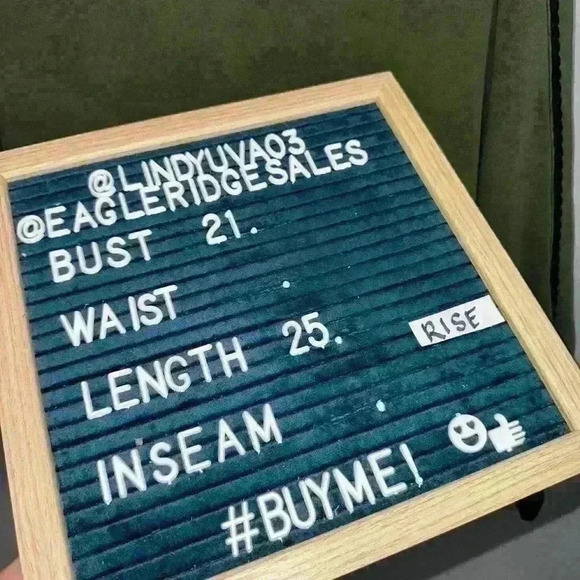 @LINDYUVA03
@EAGLERIDGESALES
BUST 21.
WAIST .
LENGTH 25. RISE
INSEAM .
#BUYME!